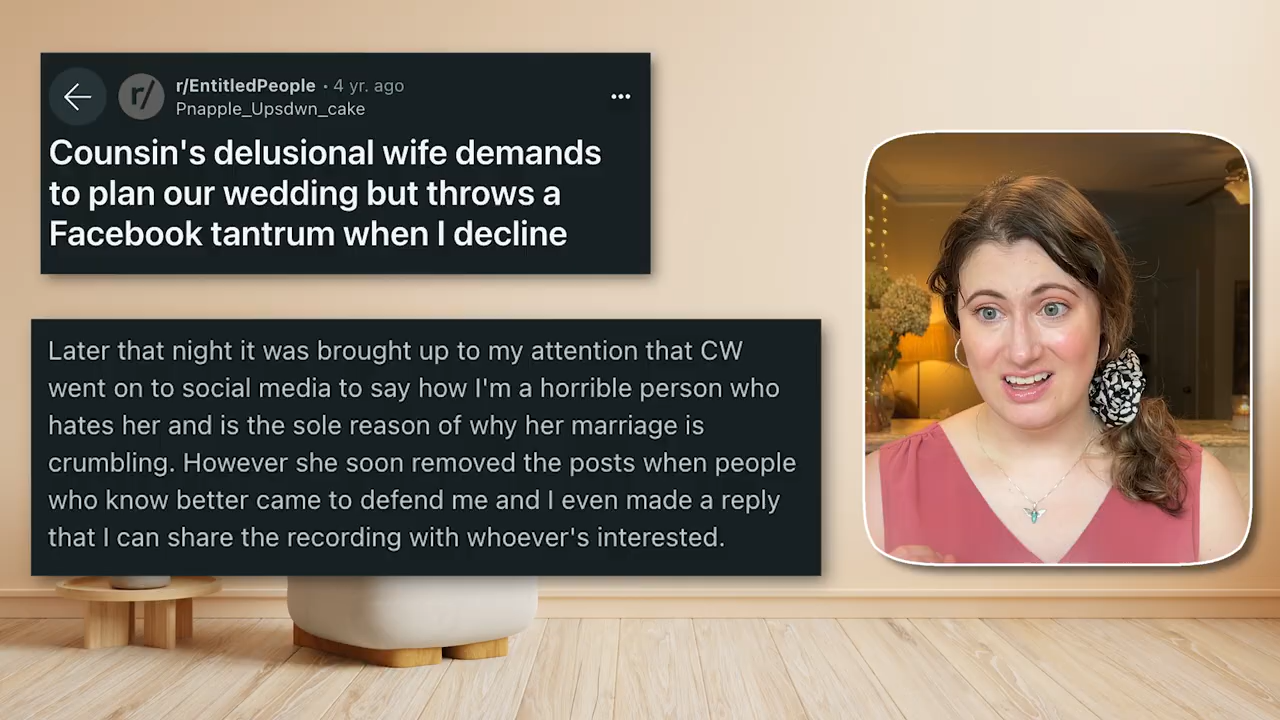 r/EntitledPeople · 4 yr. ago
r/
Pnapple_Upsdwn_cake
Counsin's delusional wife demands
to plan our wedding but throws a
Facebook tantrum when I decline
Later that night it was brought up to my attention that CW
went on to social media to say how I'm a horrible person who
hates her and is the sole reason of why her marriage is
crumbling. However she soon removed the posts when people
who know better came to defend me and I even made a reply
that I can share the recording with whoever's interested.